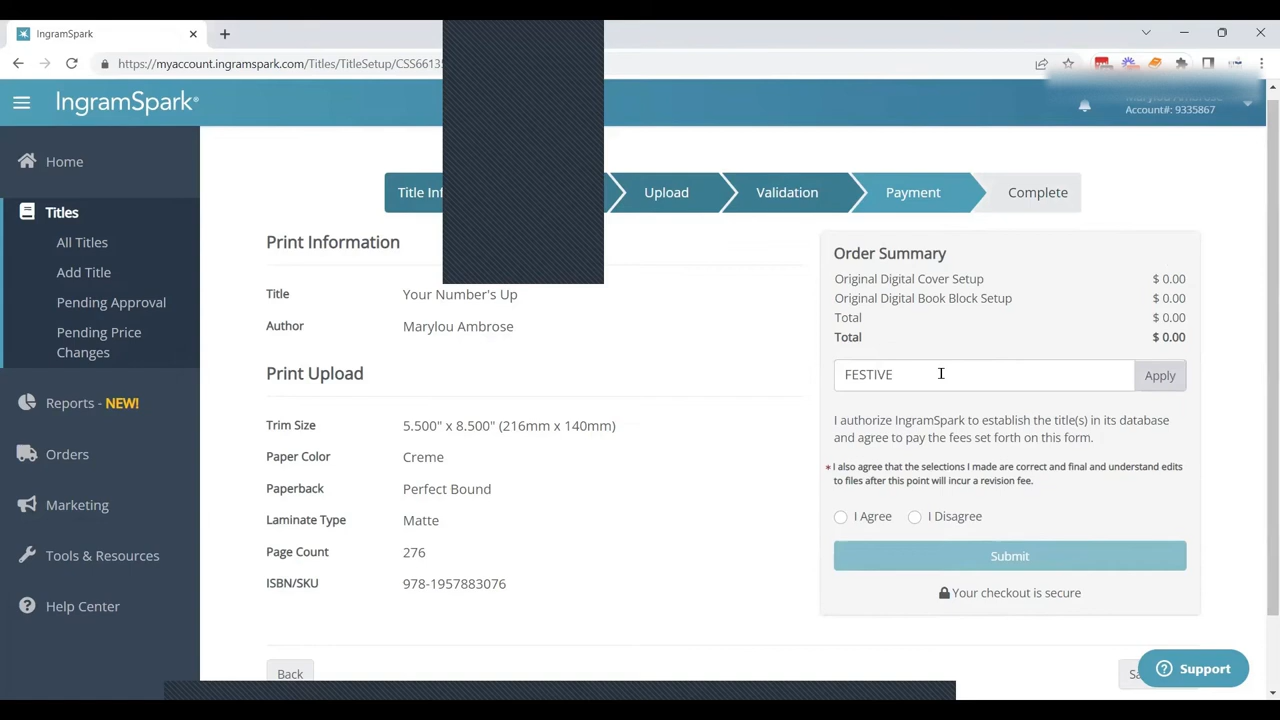 IngramSpark
https://myaccount.ingramspark.com/Titles/TitleSetup/CSS6613
IngramSpark®
Marylou Ambrose
Account#: 9335867
Home
Titles
All Titles
Add Title
Pending Approval
Pending Price
Changes
Reports - NEW!
Orders
Marketing
Tools & Resources
Help Center
Title
Upload
Validation
Payment
Complete
Print Information
Title Your Number's Up
Author Marylou Ambrose
Print Upload
Trim Size 5.500" x 8.500" (216mm x 140mm)
Paper Color Creme
Paperback Perfect Bound
Laminate Type Matte
Page Count 276
ISBN/SKU 978-1957883076
Back
Order Summary
Original Digital Cover Setup $ 0.00
Original Digital Book Block Setup $ 0.00
Total $ 0.00
Total $ 0.00
FESTIVE Apply
I authorize IngramSpark to establish the title(s) in its database
and agree to pay the fees set forth on this form.
* I also agree that the selections I made are correct and final and understand edits
to files after this point will incur a revision fee.
I Agree I Disagree
Submit
Your checkout is secure
Support